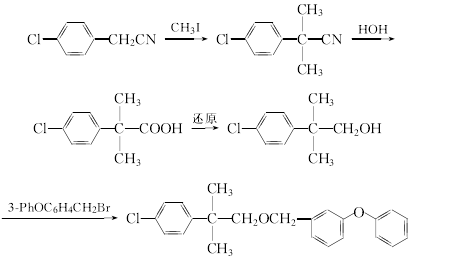 CH₃
CH₃I HOH
Cl CH₂CN Cl C CN
CH₃
CH₃ CH₃
还原
Cl C COOH Cl C CH₂OH
CH₃ CH₃
CH₃
3-PhOC6H4CH2Br O
Cl C CH₂OCH₂
CH₃